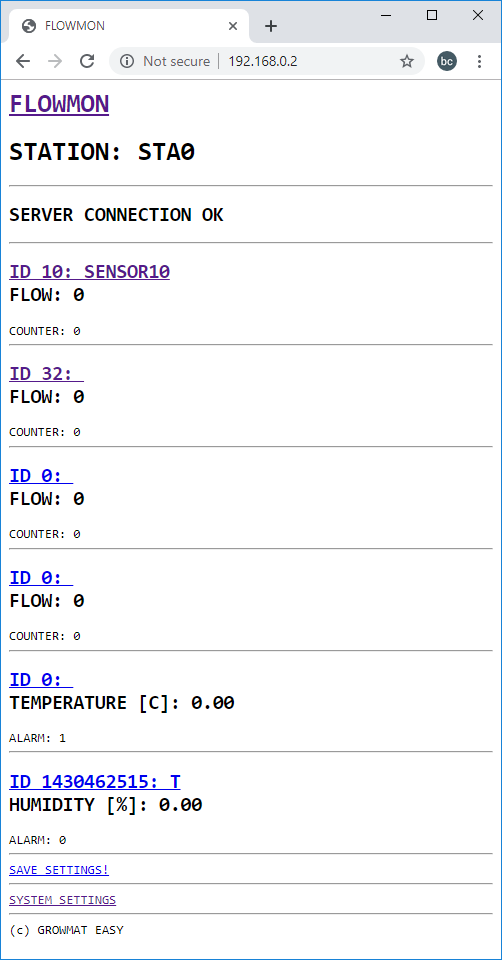 FLOWMON
Not secure | 192.168.0.2
bc
FLOWMON
STATION: STA0
SERVER CONNECTION OK
ID 10: SENSOR10
FLOW: 0
COUNTER: 0
ID 32:
FLOW: 0
COUNTER: 0
ID 0:
FLOW: 0
COUNTER: 0
ID 0:
FLOW: 0
COUNTER: 0
ID 0:
TEMPERATURE [C]: 0.00
ALARM: 1
ID 1430462515: T
HUMIDITY [%]: 0.00
ALARM: 0
SAVE SETTINGS!
SYSTEM SETTINGS
(c) GROWMAT EASY